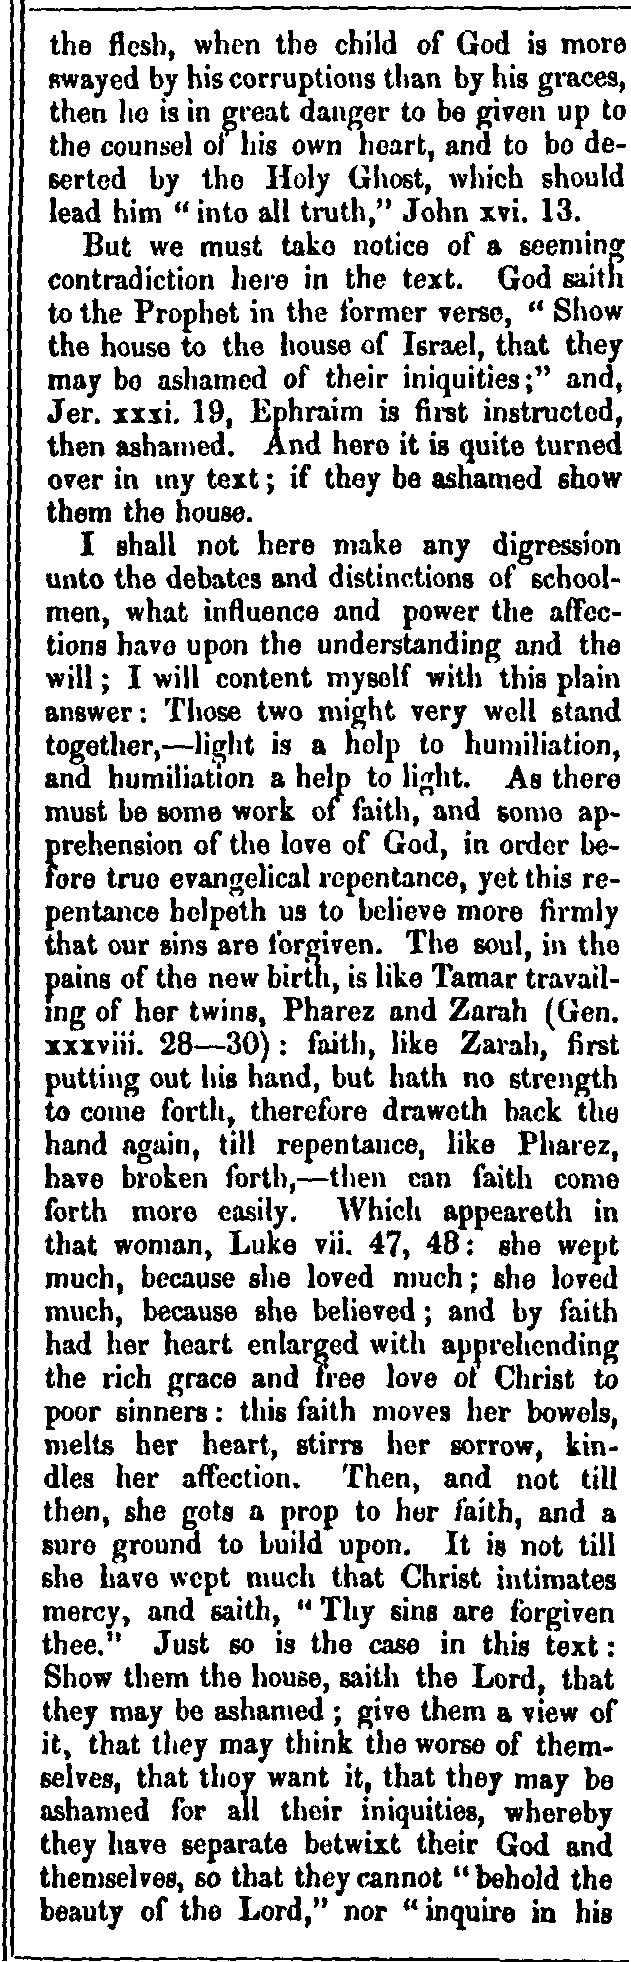 the flesh, when the child of God is more
swayed by his corruptions than by his graces,
then he is in great danger to be given up to
the counsel of his own heart, and to be de-
serted by the Holy Ghost, which should
lead him “ into all truth,” John xvi. 13.
But we must take notice of a seeming
contradiction here in the text. God saith
to the Prophet in the former verse, “ Show
the house to the house of Israel, that they
may be ashamed of their iniquities ;” and,
Jer. xxxi. 19, Ephraim is first instructed,
then ashamed. And here it is quite turned
over in my text ; if they be ashamed show
them the house.
I shall not here make any digression
unto the debates and distinctions of school-
men, what influence and power the affec-
tions have upon the understanding and the
will ; I will content myself with this plain
answer : Those two might very well stand
together,—light is a help to humiliation,
and humiliation a help to light. As there
must be some work of faith, and some ap-
prehension of the love of God, in order be-
fore true evangelical repentance, yet this re-
pentance helpeth us to believe more firmly
that our sins are forgiven. The soul, in the
pains of the new birth, is like Tamar travail-
ing of her twins, Pharez and Zarah (Gen.
xxxviii. 28—30) : faith, like Zarah, first
putting out his hand, but hath no strength
to come forth, therefore draweth back the
hand again, till repentance, like Pharez,
have broken forth,—then can faith come
forth more easily. Which appeareth in
that woman, Luke vii. 47, 48 : she wept
much, because she loved much ; she loved
much, because she believed ; and by faith
had her heart enlarged with apprehending
the rich grace and free love of Christ to
poor sinners : this faith moves her bowels,
melts her heart, stirrs her sorrow, kin-
dles her affection. Then, and not till
then, she gets a prop to her faith, and a
sure ground to build upon. It is not till
she have wept much that Christ intimates
mercy, and saith, “ Thy sins are forgiven
thee.” Just so is the case in this text :
Show them the house, saith the Lord, that
they may be ashamed ; give them a view of
it, that they may think the worse of them-
selves, that they want it, that they may be
ashamed for all their iniquities, whereby
they have separate betwixt their God and
themselves, so that they cannot “ behold the
beauty of the Lord,” nor “ inquire in his